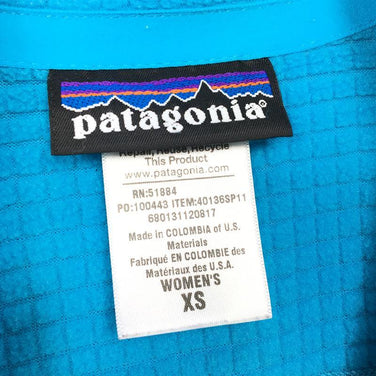 patagonia®
Repair, Reuse, Recycle
This Product
www.patagonia.com
RN:51884
PO:100443 ITEM:40136SP11
680131120817
Made in COLOMBIA of U.S.
Materials
Fabriqué EN COLOMBIE des
Matériaux des U.S.A.
WOMEN'S
XS